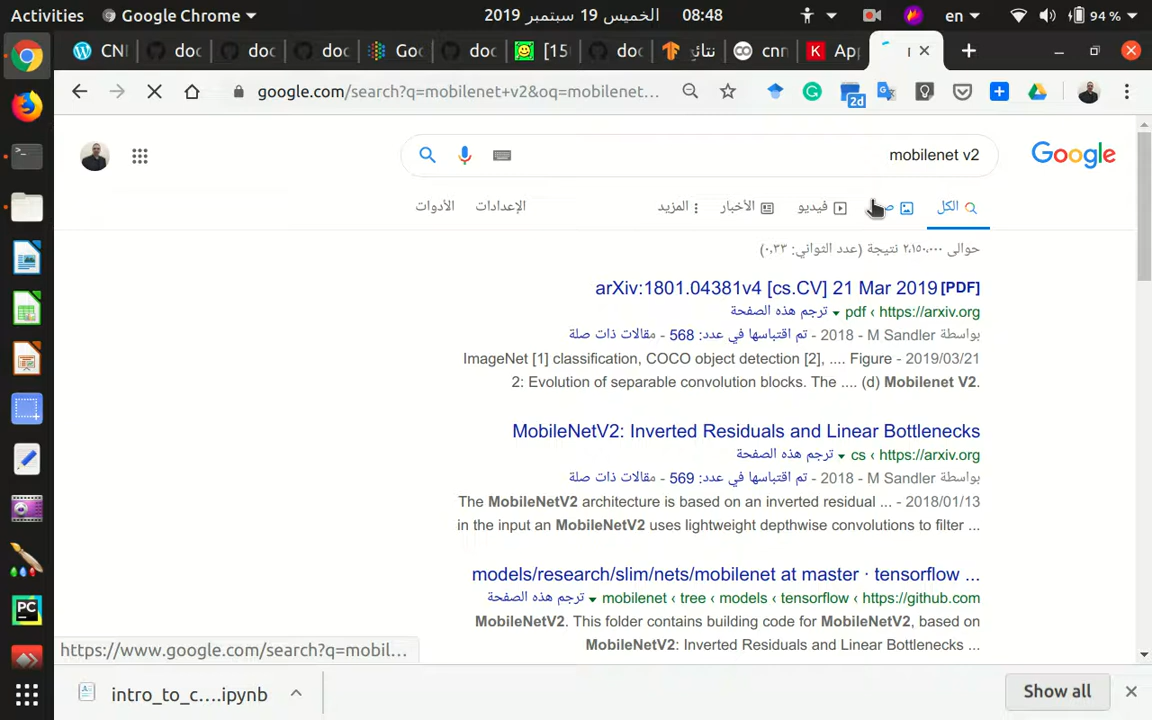 Activities
Google Chrome
الخميس 19 سبتمبر 2019
08:48
en
94 %
CNI
doc
doc
doc
Goc
doc
[15
doc
نتائج
cnn
App
google.com/search?q=mobilenet+v2&oq=mobilenet...
2d
mobilenet v2
Google
الكل
فيديو
الأخبار
المزيد
الإعدادات
الأدوات
حوالى ٢٬١٥٠٬٠٠٠ نتيجة (عدد الثواني: ٠٫٣٣)
[PDF] arXiv:1801.04381v4 [cs.CV] 21 Mar 2019
https://arxiv.org › pdf ترجم هذه الصفحة
بواسطة M Sandler - 2018 - تم اقتباسها في عدد: 568 - مقالات ذات صلة
2019/03/21 - ImageNet [1] classification, COCO object detection [2], .... Figure
2: Evolution of separable convolution blocks. The .... (d) Mobilenet V2.
MobileNetV2: Inverted Residuals and Linear Bottlenecks
https://arxiv.org › cs ترجم هذه الصفحة
بواسطة M Sandler - 2018 - تم اقتباسها في عدد: 569 - مقالات ذات صلة
2018/01/13 - The MobileNetV2 architecture is based on an inverted residual ...
in the input an MobileNetV2 uses lightweight depthwise convolutions to filter ...
models/research/slim/nets/mobilenet at master · tensorflow ...
https://github.com › tensorflow › models › tree › mobilenet ترجم هذه الصفحة
MobileNetV2. This folder contains building code for MobileNetV2, based on
MobileNetV2: Inverted Residuals and Linear Bottlenecks ...
https://www.google.com/search?q=mobil...
intro_to_c....ipynb
Show all
PC